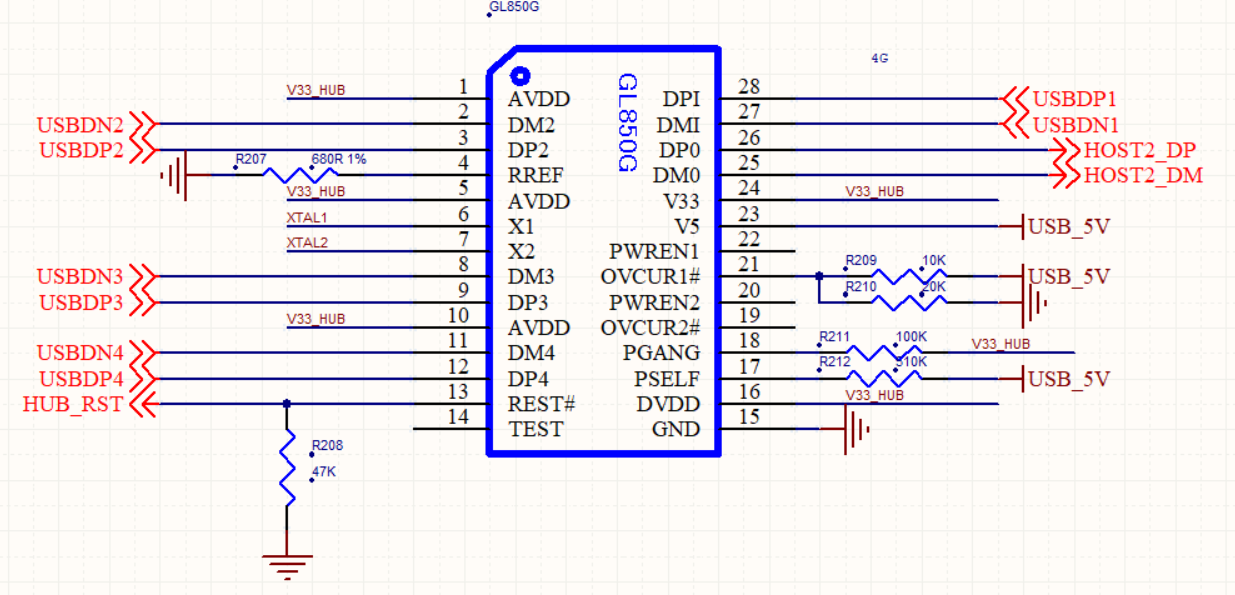 GL850G
4G
GL850G
V33_HUB 1 AVDD
USBDN2 2 DM2
USBDP2 3 DP2
R207 680R 1% 4 RREF
V33_HUB 5 AVDD
XTAL1 6 X1
XTAL2 7 X2
USBDN3 8 DM3
USBDP3 9 DP3
V33_HUB 10 AVDD
USBDN4 11 DM4
USBDP4 12 DP4
HUB_RST 13 REST#
14 TEST
R208
47K
DPI 28 USBDP1
DMI 27 USBDN1
DP0 26 HOST2_DP
DM0 25 HOST2_DM
V33 24 V33_HUB
V5 23 USB_5V
PWREN1 22
OVCUR1# 21 R209 10K USB_5V
PWREN2 20 R210 20K
OVCUR2# 19
PGANG 18 R211 100K V33_HUB
PSELF 17 R212 510K USB_5V
DVDD 16 V33_HUB
GND 15